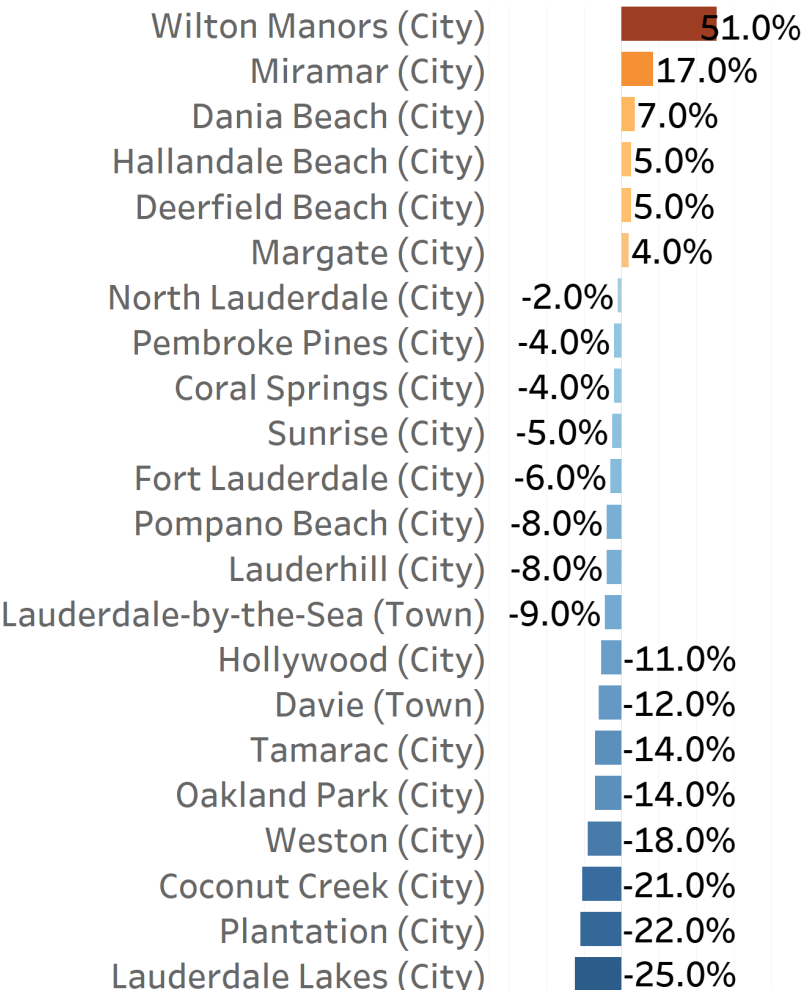 Wilton Manors (City) 51.0%
Miramar (City) 17.0%
Dania Beach (City) 7.0%
Hallandale Beach (City) 5.0%
Deerfield Beach (City) 5.0%
Margate (City) 4.0%
North Lauderdale (City) -2.0%
Pembroke Pines (City) -4.0%
Coral Springs (City) -4.0%
Sunrise (City) -5.0%
Fort Lauderdale (City) -6.0%
Pompano Beach (City) -8.0%
Lauderhill (City) -8.0%
Lauderdale-by-the-Sea (Town) -9.0%
Hollywood (City) -11.0%
Davie (Town) -12.0%
Tamarac (City) -14.0%
Oakland Park (City) -14.0%
Weston (City) -18.0%
Coconut Creek (City) -21.0%
Plantation (City) -22.0%
Lauderdale Lakes (City) -25.0%